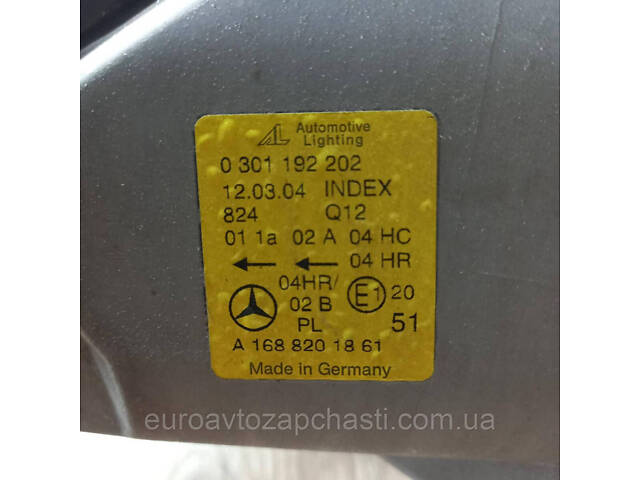 AL Automotive
Lighting
0 301 192 202
12.03.04 INDEX
824 Q12
01 1a 02 A 04 HC
04 HR
04HR/
02 B E1 20
PL 51
A 168 820 18 61
Made in Germany
euroavtozapchasti.com.ua